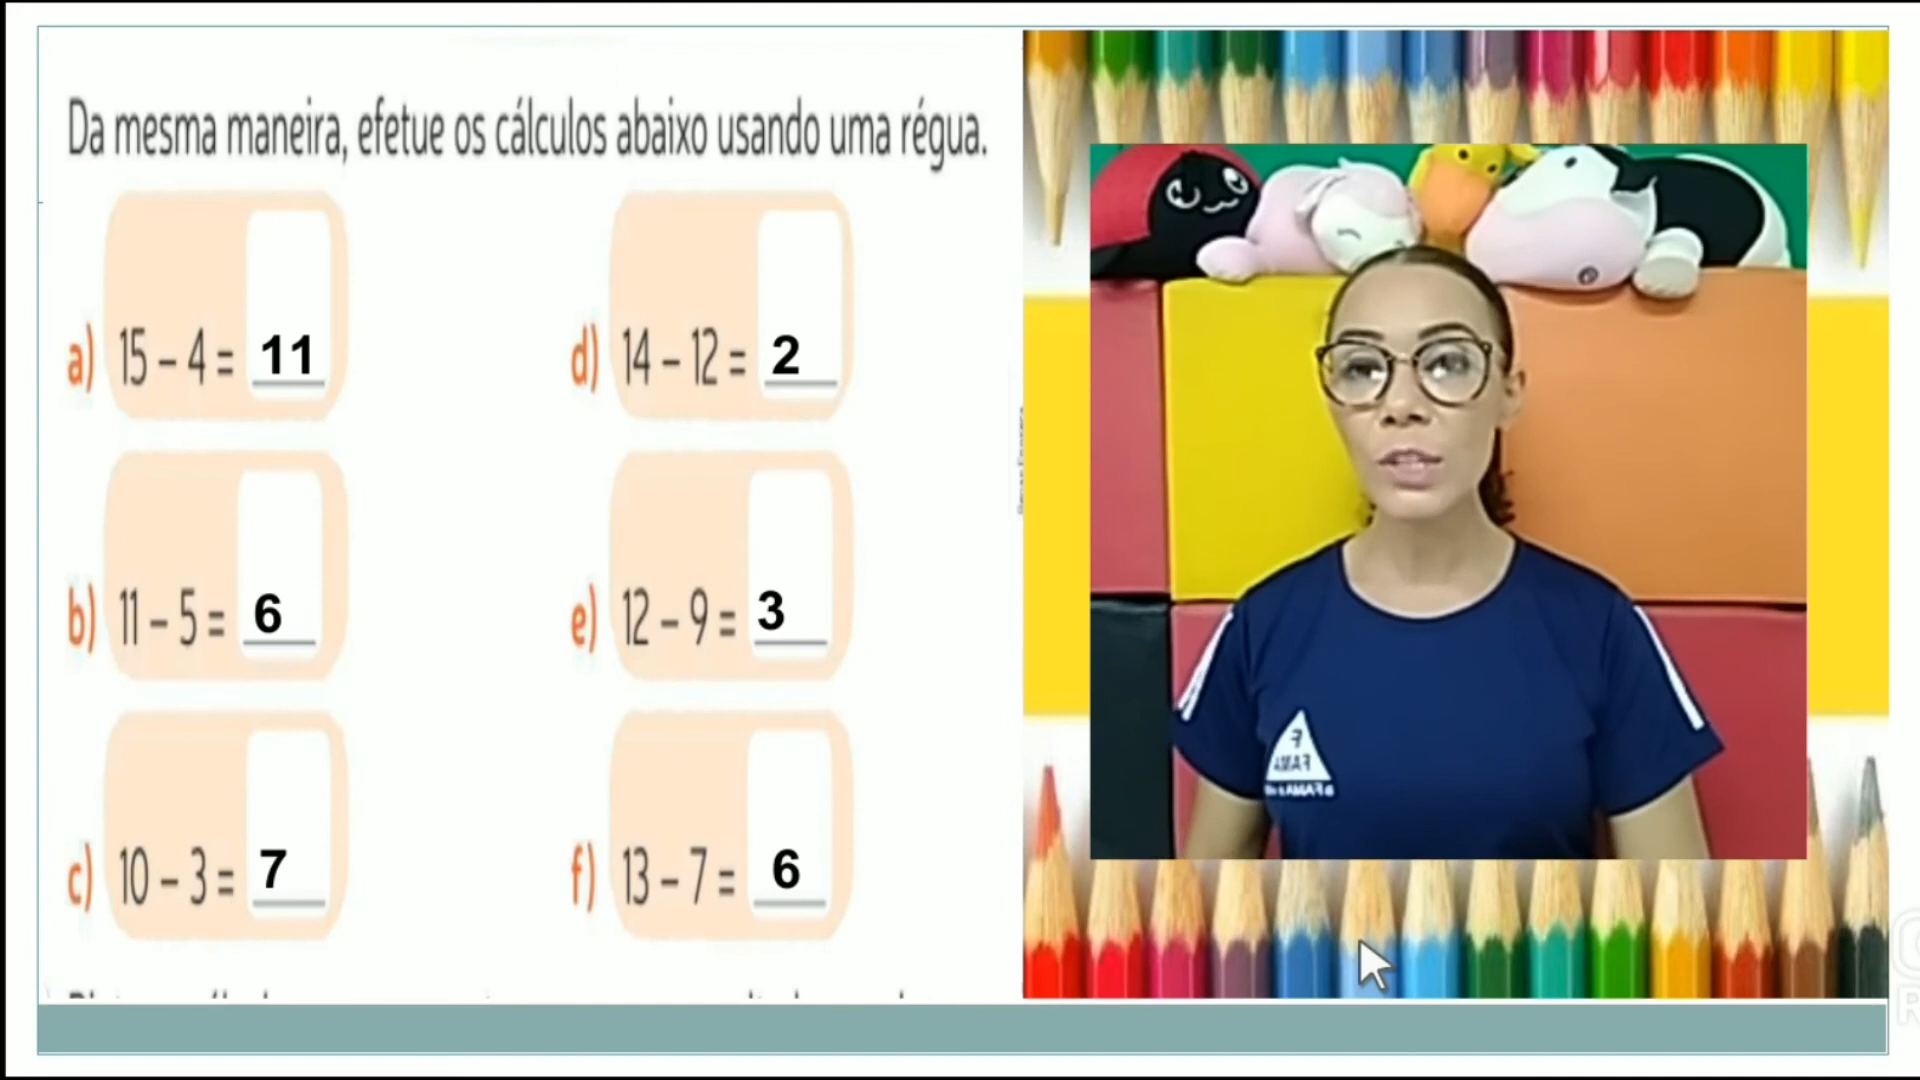 Da mesma maneira, efetue os cálculos abaixo usando uma régua.
a) 15 – 4 = 11
b) 11 – 5 = 6
c) 10 – 3 = 7
d) 14 – 12 = 2
e) 12 – 9 = 3
f) 13 – 7 = 6
F
FAMA